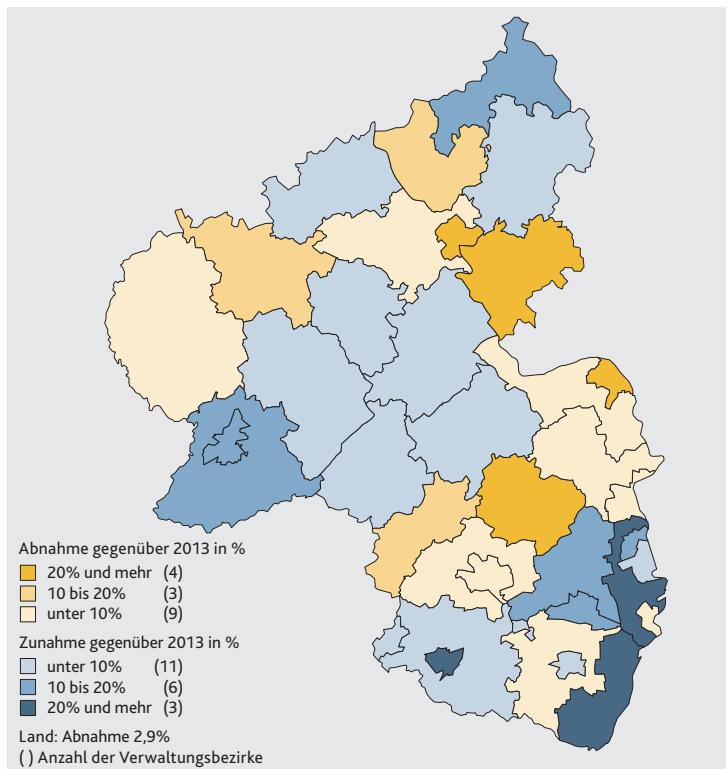 Abnahme gegenüber 2013 in %
20% und mehr (4)
10 bis 20% (3)
unter 10% (9)
Zunahme gegenüber 2013 in %
unter 10% (11)
10 bis 20% (6)
20% und mehr (3)
Land: Abnahme 2,9%
( ) Anzahl der Verwaltungsbezirke